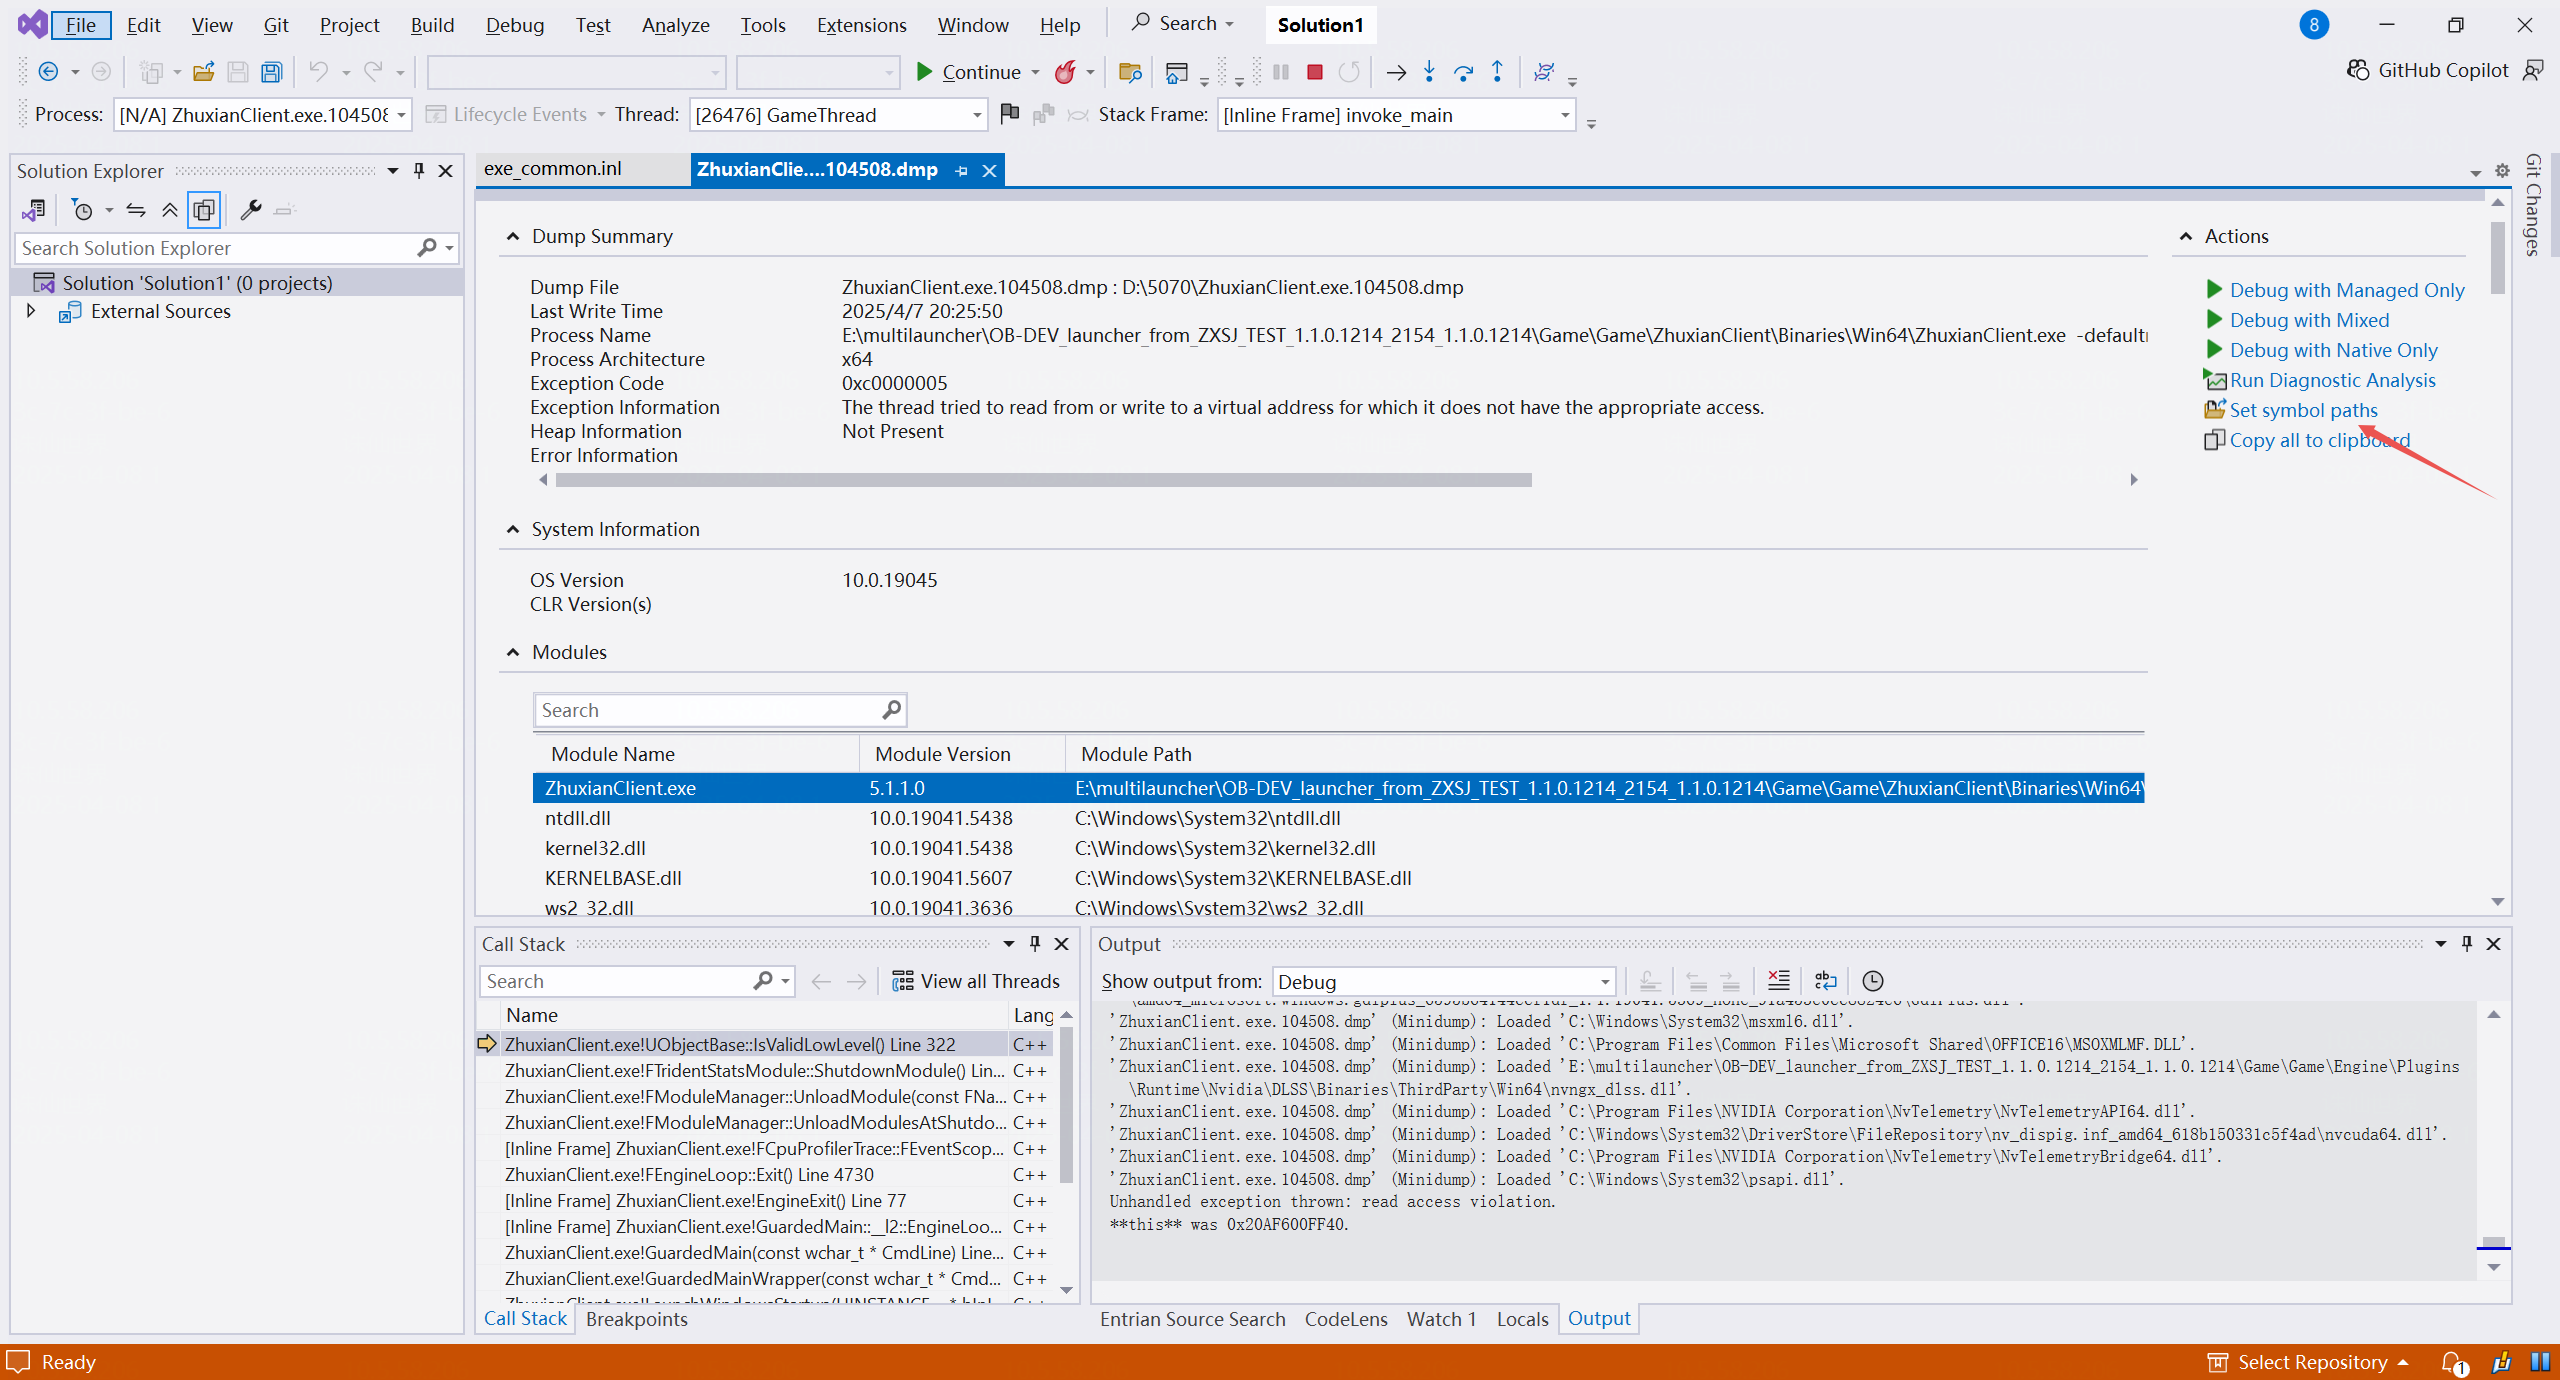 File Edit View Git Project Build Debug Test Analyze Tools Extensions Window Help Search Solution1 8
Continue GitHub Copilot
Process: [N/A] ZhuxianClient.exe.104508 Lifecycle Events Thread: [26476] GameThread Stack Frame: [Inline Frame] invoke_main
Solution Explorer
Search Solution Explorer
Solution 'Solution1' (0 projects)
External Sources
exe_common.inl ZhuxianClie....104508.dmp
Git Changes
Dump Summary
Dump File ZhuxianClient.exe.104508.dmp : D:\5070\ZhuxianClient.exe.104508.dmp
Last Write Time 2025/4/7 20:25:50
Process Name E:\multilauncher\OB-DEV_launcher_from_ZXSJ_TEST_1.1.0.1214_2154_1.1.0.1214\Game\Game\ZhuxianClient\Binaries\Win64\ZhuxianClient.exe -default
Process Architecture x64
Exception Code 0xc0000005
Exception Information The thread tried to read from or write to a virtual address for which it does not have the appropriate access.
Heap Information Not Present
Error Information
System Information
OS Version 10.0.19045
CLR Version(s)
Modules
Search
Module Name Module Version Module Path
ZhuxianClient.exe 5.1.1.0 E:\multilauncher\OB-DEV_launcher_from_ZXSJ_TEST_1.1.0.1214_2154_1.1.0.1214\Game\Game\ZhuxianClient\Binaries\Win64\
ntdll.dll 10.0.19041.5438 C:\Windows\System32\ntdll.dll
kernel32.dll 10.0.19041.5438 C:\Windows\System32\kernel32.dll
KERNELBASE.dll 10.0.19041.5607 C:\Windows\System32\KERNELBASE.dll
ws2_32.dll 10.0.19041.3636 C:\Windows\System32\ws2_32.dll
Actions
Debug with Managed Only
Debug with Mixed
Debug with Native Only
Run Diagnostic Analysis
Set symbol paths
Copy all to clipboard
Call Stack
Search View all Threads
Name Lang
ZhuxianClient.exe!UObjectBase::IsValidLowLevel() Line 322 C++
ZhuxianClient.exe!FTridentStatsModule::ShutdownModule() Lin... C++
ZhuxianClient.exe!FModuleManager::UnloadModule(const FNa... C++
ZhuxianClient.exe!FModuleManager::UnloadModulesAtShutdo... C++
[Inline Frame] ZhuxianClient.exe!FCpuProfilerTrace::FEventScop... C++
ZhuxianClient.exe!FEngineLoop::Exit() Line 4730 C++
[Inline Frame] ZhuxianClient.exe!EngineExit() Line 77 C++
[Inline Frame] ZhuxianClient.exe!GuardedMain::__l2::EngineLoo... C++
ZhuxianClient.exe!GuardedMain(const wchar_t * CmdLine) Line... C++
ZhuxianClient.exe!GuardedMainWrapper(const wchar_t * Cmd... C++
Call Stack Breakpoints
Output
Show output from: Debug
'ZhuxianClient.exe.104508.dmp' (Minidump): Loaded 'C:\Windows\System32\msxml6.dll'.
'ZhuxianClient.exe.104508.dmp' (Minidump): Loaded 'C:\Program Files\Common Files\Microsoft Shared\OFFICE16\MSOXMLMF.DLL'.
'ZhuxianClient.exe.104508.dmp' (Minidump): Loaded 'E:\multilauncher\OB-DEV_launcher_from_ZXSJ_TEST_1.1.0.1214_2154_1.1.0.1214\Game\Game\Engine\Plugins
\Runtime\Nvidia\DLSS\Binaries\ThirdParty\Win64\nvngx_dlss.dll'.
'ZhuxianClient.exe.104508.dmp' (Minidump): Loaded 'C:\Program Files\NVIDIA Corporation\NvTelemetry\NvTelemetryAPI64.dll'.
'ZhuxianClient.exe.104508.dmp' (Minidump): Loaded 'C:\Windows\System32\DriverStore\FileRepository\nv_dispig.inf_amd64_618b150331c5f4ad\nvcuda64.dll'.
'ZhuxianClient.exe.104508.dmp' (Minidump): Loaded 'C:\Program Files\NVIDIA Corporation\NvTelemetry\NvTelemetryBridge64.dll'.
'ZhuxianClient.exe.104508.dmp' (Minidump): Loaded 'C:\Windows\System32\psapi.dll'.
Unhandled exception thrown: read access violation.
**this** was 0x20AF600FF40.
Entrian Source Search CodeLens Watch 1 Locals Output
Ready Select Repository 1